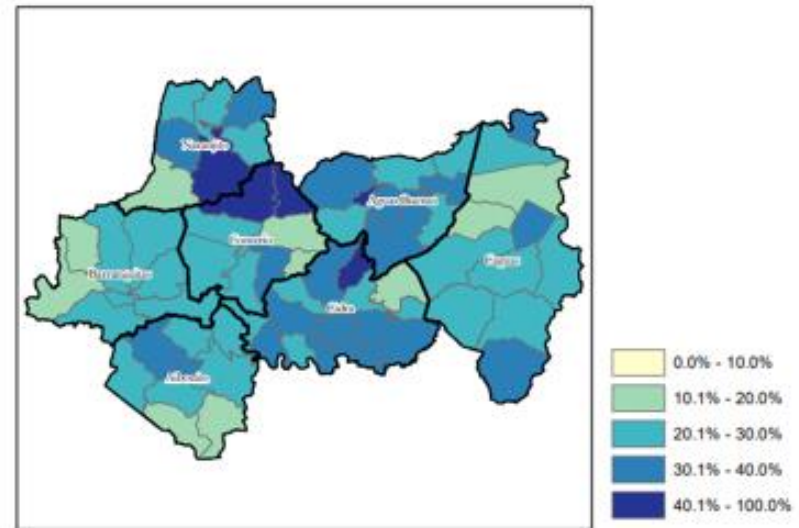 Naranjito
Aguas Buenas
Comerío
Caguas
Barranquitas
Cidra
Aibonito
0.0% - 10.0%
10.1% - 20.0%
20.1% - 30.0%
30.1% - 40.0%
40.1% - 100.0%